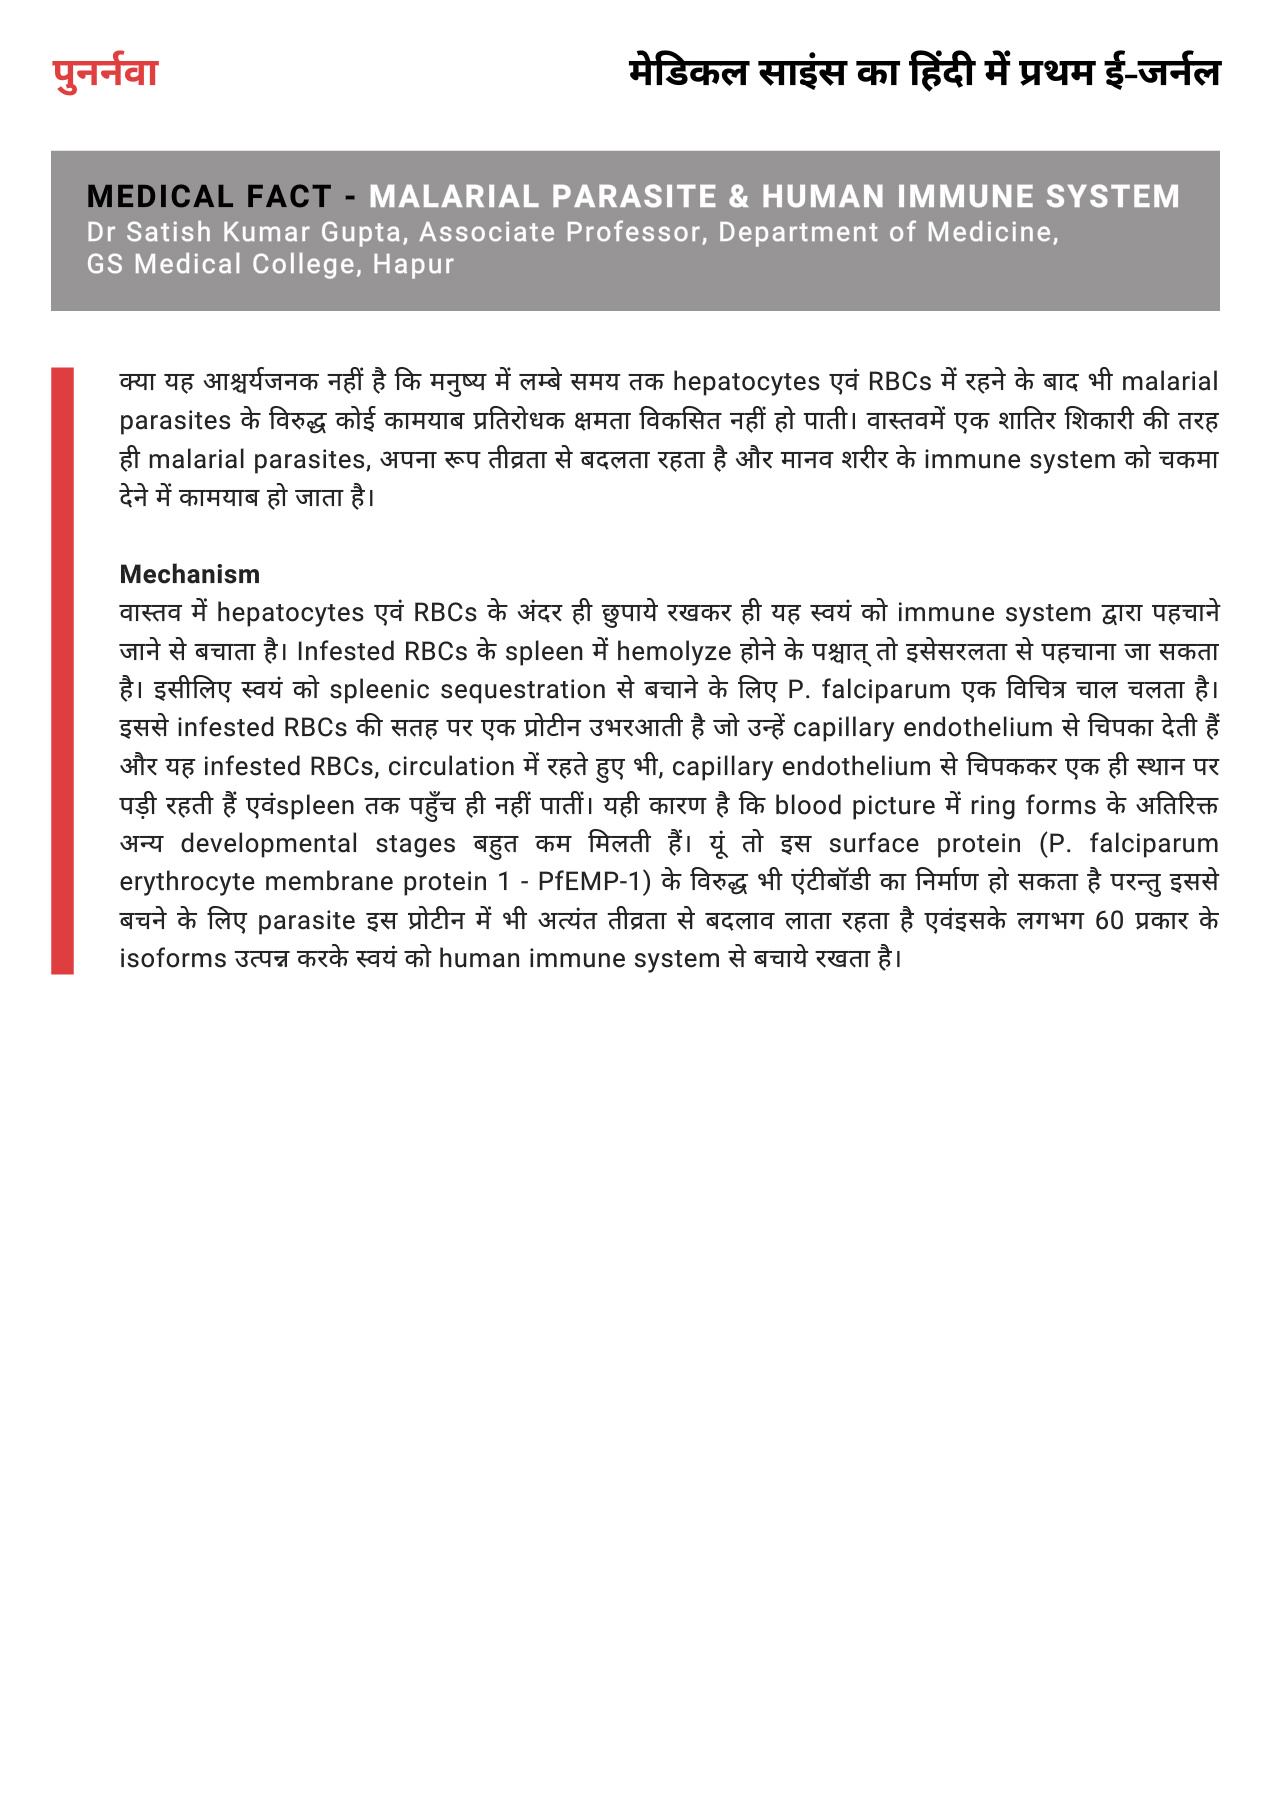 पुनर्नवा
मेडिकल साइंस का हिंदी में प्रथम ई-जर्नल
MEDICAL FACT - MALARIAL PARASITE & HUMAN IMMUNE SYSTEM
Dr Satish Kumar Gupta, Associate Professor, Department of Medicine,
GS Medical College, Hapur
क्या यह आश्चर्यजनक नहीं है कि मनुष्य में लम्बे समय तक hepatocytes एवं RBCs में रहने के बाद भी malarial
parasites के विरुद्ध कोई कामयाब प्रतिरोधक क्षमता विकसित नहीं हो पाती। वास्तवमें एक शातिर शिकारी की तरह
ही malarial parasites, अपना रूप तीव्रता से बदलता रहता है और मानव शरीर के immune system को चकमा
देने में कामयाब हो जाता है।
Mechanism
वास्तव में hepatocytes एवं RBCs के अंदर ही छुपाये रखकर ही यह स्वयं को immune system द्वारा पहचाने
जाने से बचाता है। Infested RBCs के spleen में hemolyze होने के पश्चात् तो इसेसरलता से पहचाना जा सकता
है। इसीलिए स्वयं को spleenic sequestration से बचाने के लिए P. falciparum एक विचित्र चाल चलता है।
इससे infested RBCs की सतह पर एक प्रोटीन उभरआती है जो उन्हें capillary endothelium से चिपका देती हैं
और यह infested RBCs, circulation में रहते हुए भी, capillary endothelium से चिपककर एक ही स्थान पर
पड़ी रहती हैं एवंspleen तक पहुँच ही नहीं पातीं। यही कारण है कि blood picture में ring forms के अतिरिक्त
अन्य developmental stages बहुत कम मिलती हैं। यूं तो इस surface protein (P. falciparum
erythrocyte membrane protein 1 - PfEMP-1) के विरुद्ध भी एंटीबॉडी का निर्माण हो सकता है परन्तु इससे
बचने के लिए parasite इस प्रोटीन में भी अत्यंत तीव्रता से बदलाव लाता रहता है एवंइसके लगभग 60 प्रकार के
isoforms उत्पन्न करके स्वयं को human immune system से बचाये रखता है।